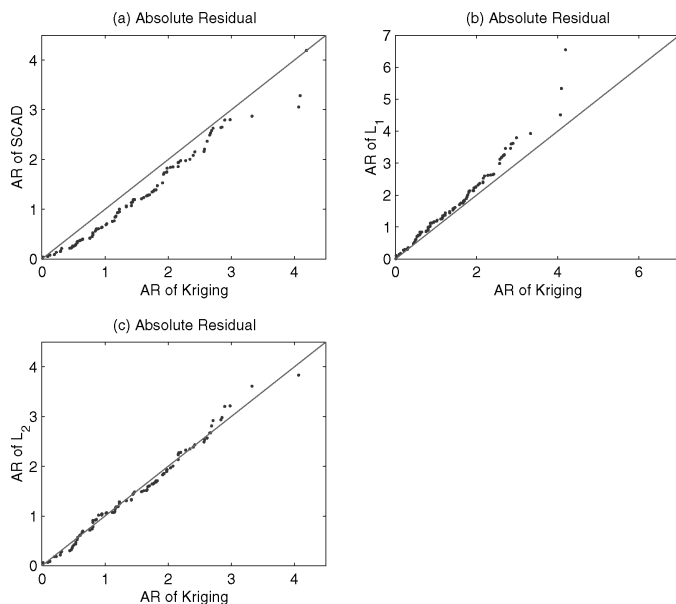 (a) Absolute Residual
4
3
2
1
0
0 1 2 3 4
AR of SCAD
AR of Kriging
(b) Absolute Residual
7
6
5
4
3
2
1
0
0 2 4 6
AR of L1
AR of Kriging
(c) Absolute Residual
4
3
2
1
0
0 1 2 3 4
AR of L2
AR of Kriging